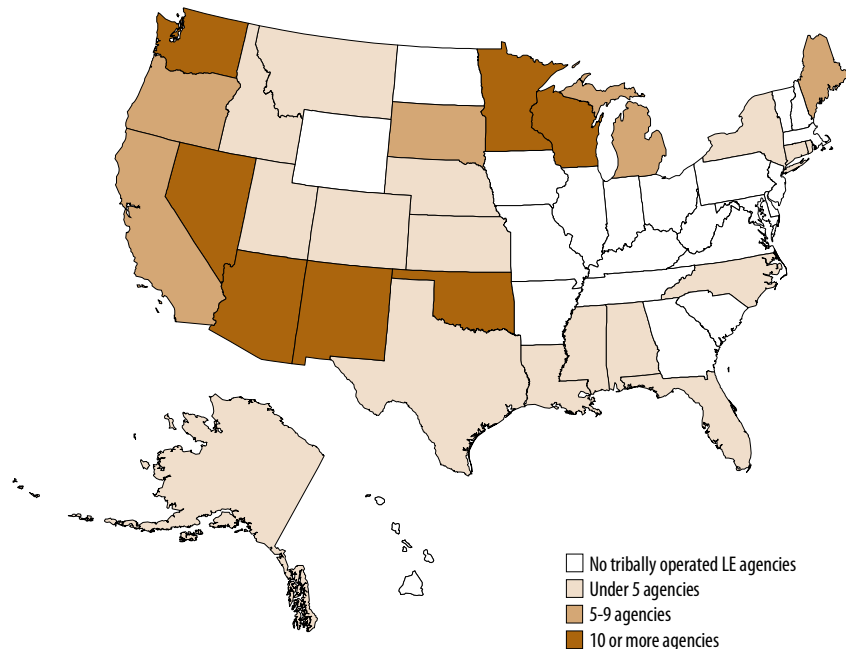 No tribally operated LE agencies
Under 5 agencies
5-9 agencies
10 or more agencies